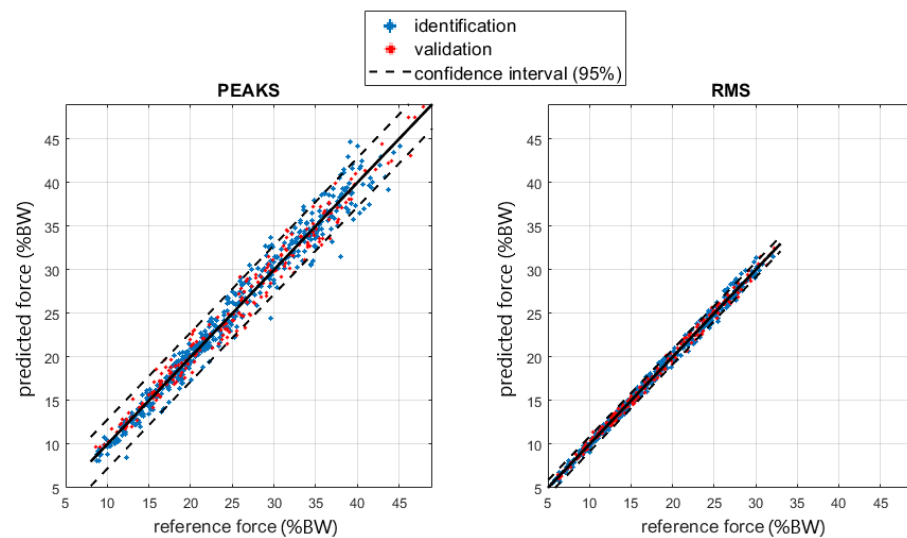 identification
validation
confidence interval (95%)
PEAKS
45
40
35
30
25
20
15
10
5
5 10 15 20 25 30 35 40 45
predicted force (%BW)
reference force (%BW)
RMS
45
40
35
30
25
20
15
10
5
5 10 15 20 25 30 35 40 45
predicted force (%BW)
reference force (%BW)